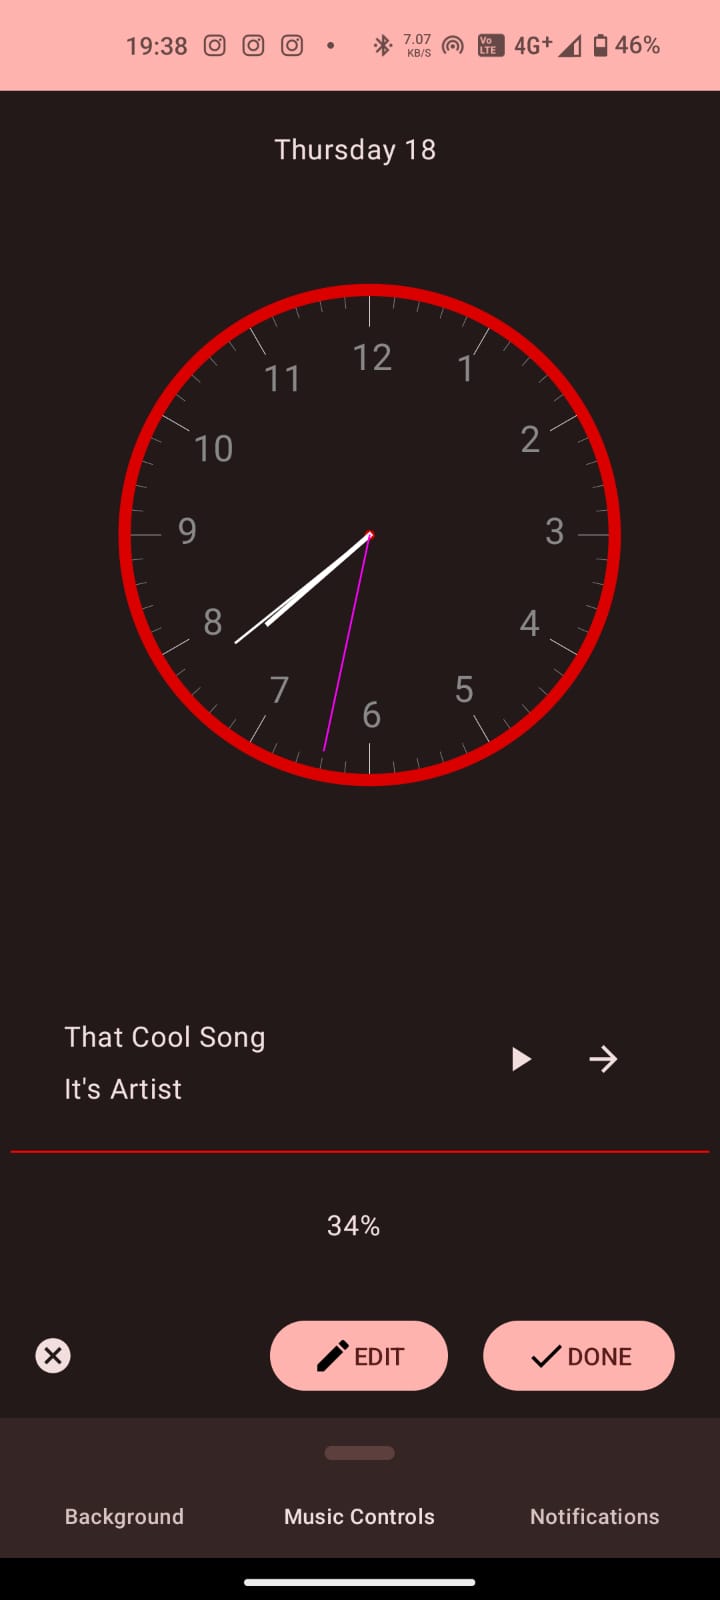 19:38 7.07 KB/S Vo LTE 4G+ 46%
Thursday 18
12
11 1
10 2
9 3
8 4
7 5
6
That Cool Song
It's Artist
34%
EDIT DONE
Background Music Controls Notifications